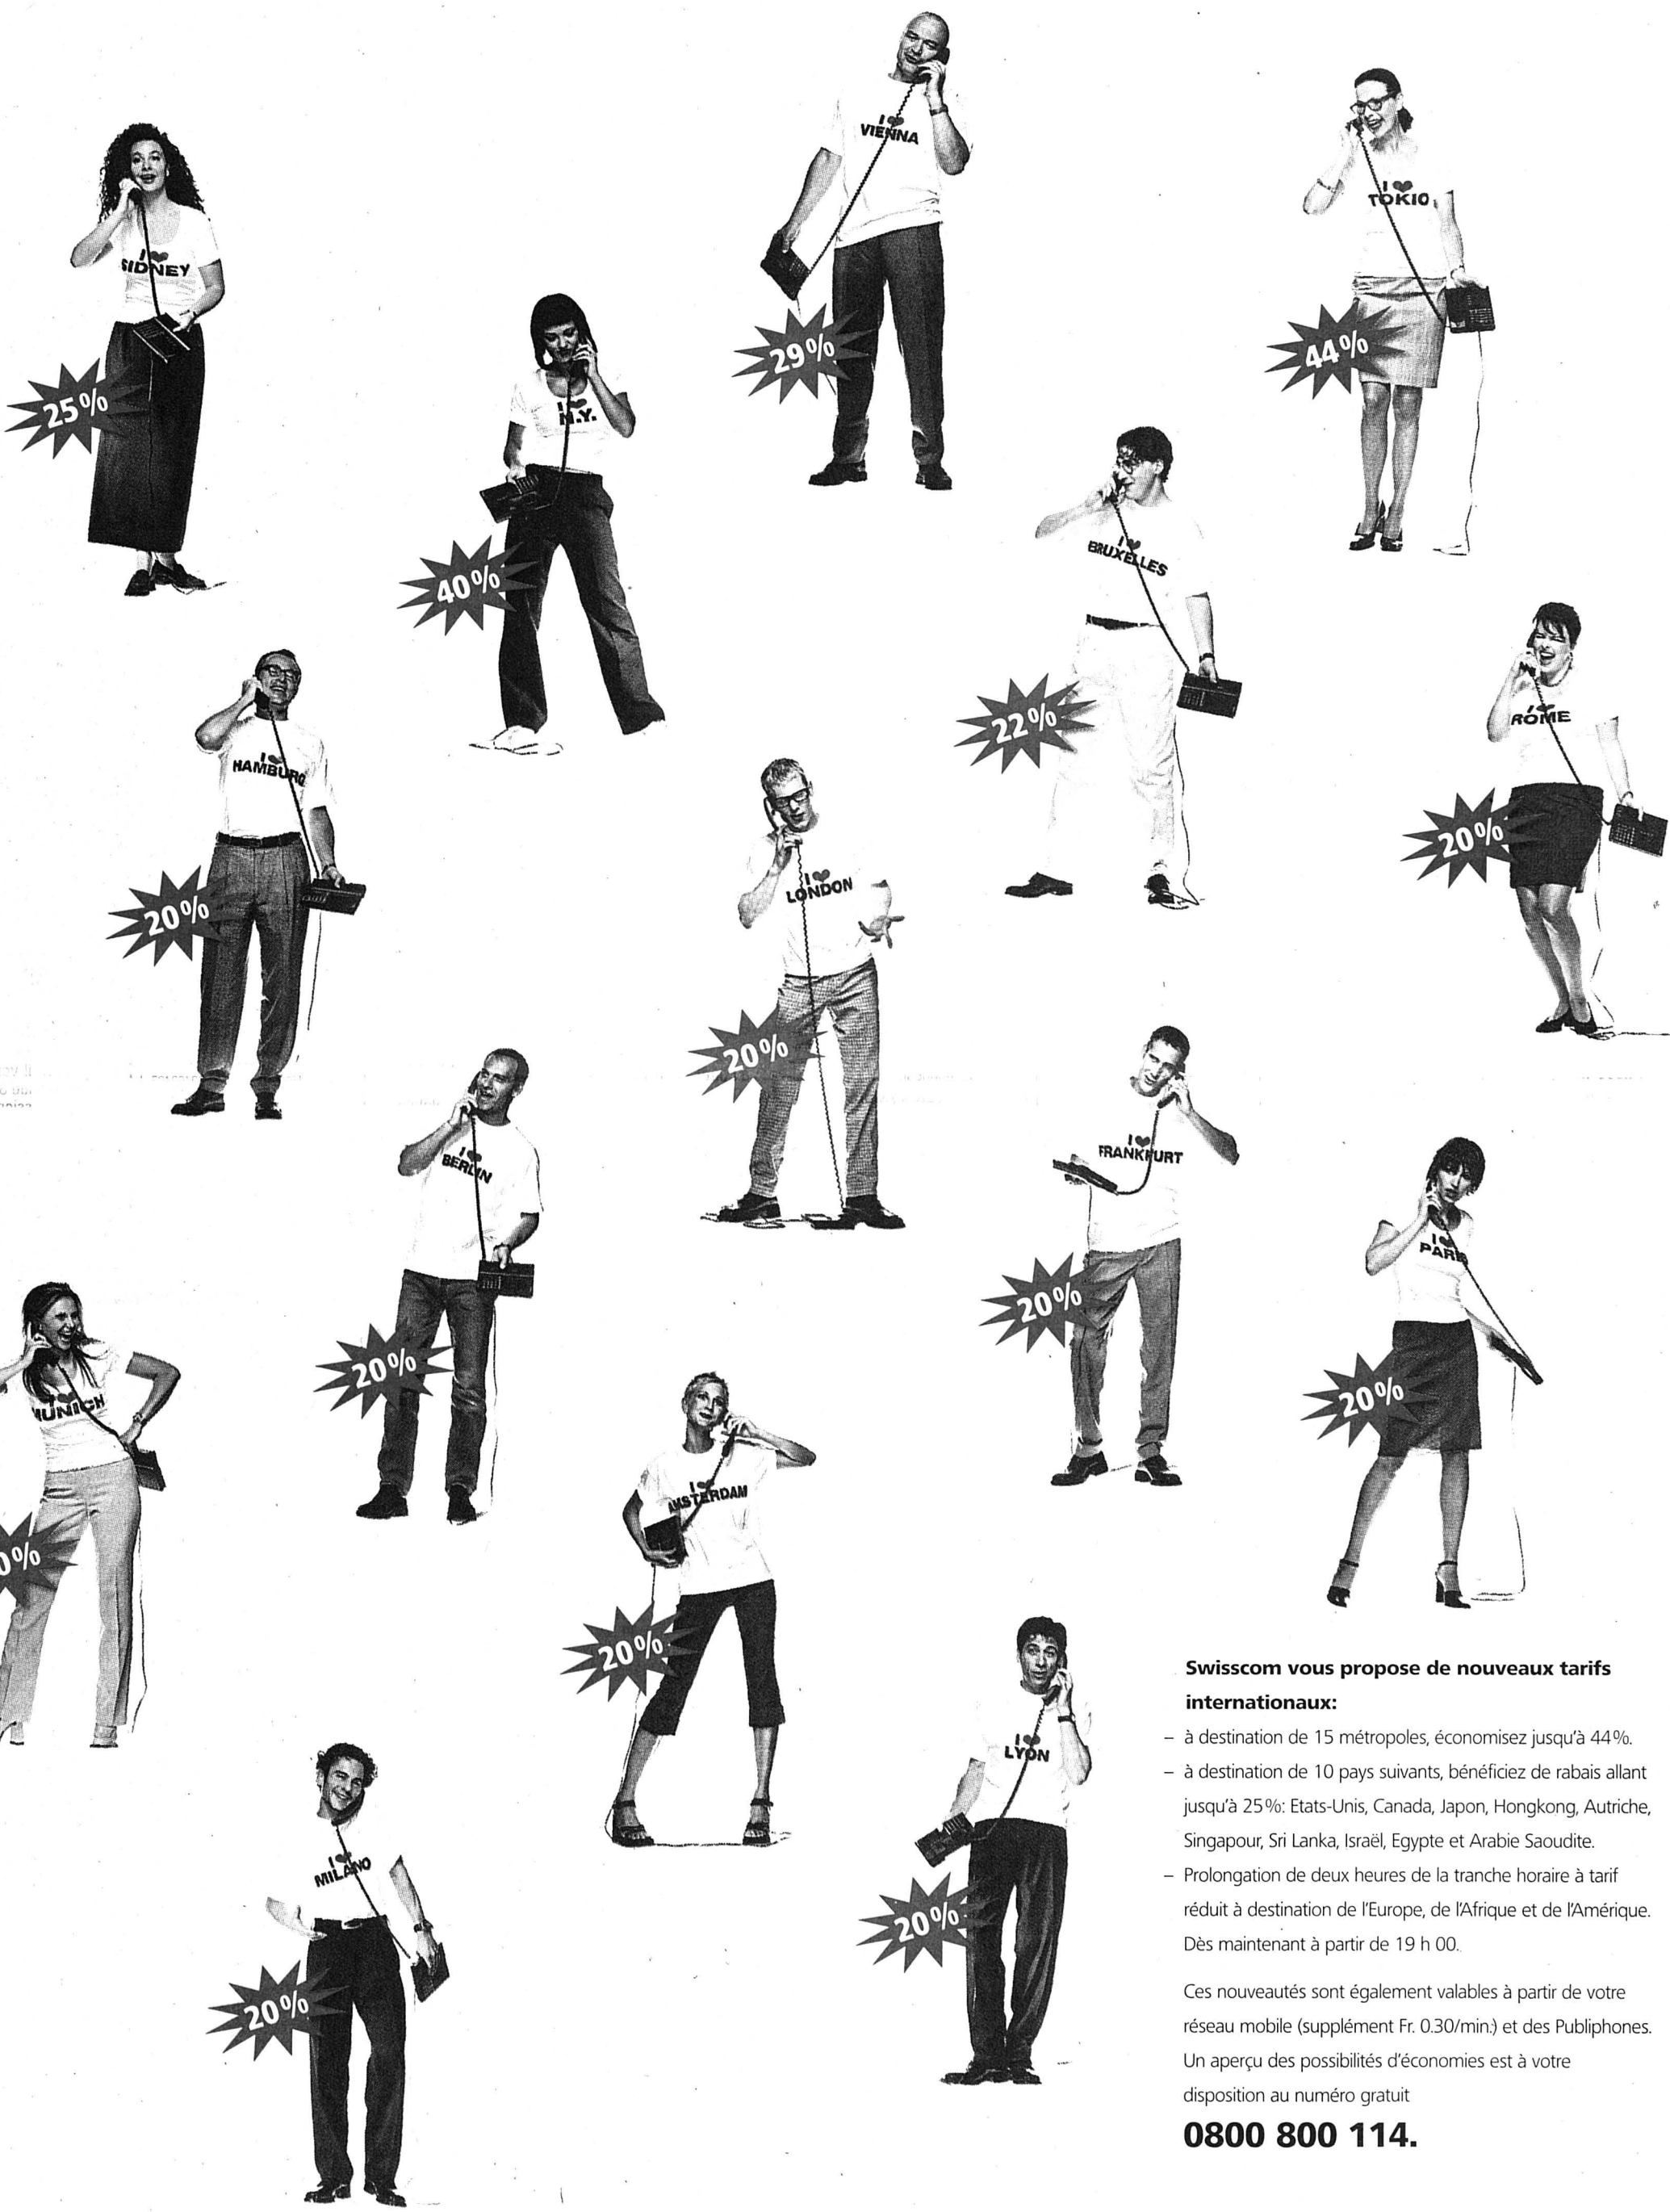 I ❤
VIENNA
29%
I ❤
TOKIO
44%
I ❤
SIDNEY
25%
I ❤
N.Y.
40%
I ❤
BRUXELLES
22%
I ❤
ROME
20%
I ❤
HAMBURG
20%
I ❤
LONDON
20%
I ❤
BERLIN
20%
I ❤
FRANKFURT
20%
I ❤
PARIS
20%
I ❤
MUNICH
0%
I ❤
AMSTERDAM
20%
I ❤
LYON
20%
I ❤
MILANO
20%
Swisscom vous propose de nouveaux tarifs
internationaux:
– à destination de 15 métropoles, économisez jusqu'à 44%.
– à destination de 10 pays suivants, bénéficiez de rabais allant
jusqu'à 25%: Etats-Unis, Canada, Japon, Hongkong, Autriche,
Singapour, Sri Lanka, Israël, Egypte et Arabie Saoudite.
– Prolongation de deux heures de la tranche horaire à tarif
réduit à destination de l'Europe, de l'Afrique et de l'Amérique.
Dès maintenant à partir de 19 h 00.
Ces nouveautés sont également valables à partir de votre
réseau mobile (supplément Fr. 0.30/min.) et des Publiphones.
Un aperçu des possibilités d'économies est à votre
disposition au numéro gratuit
0800 800 114.